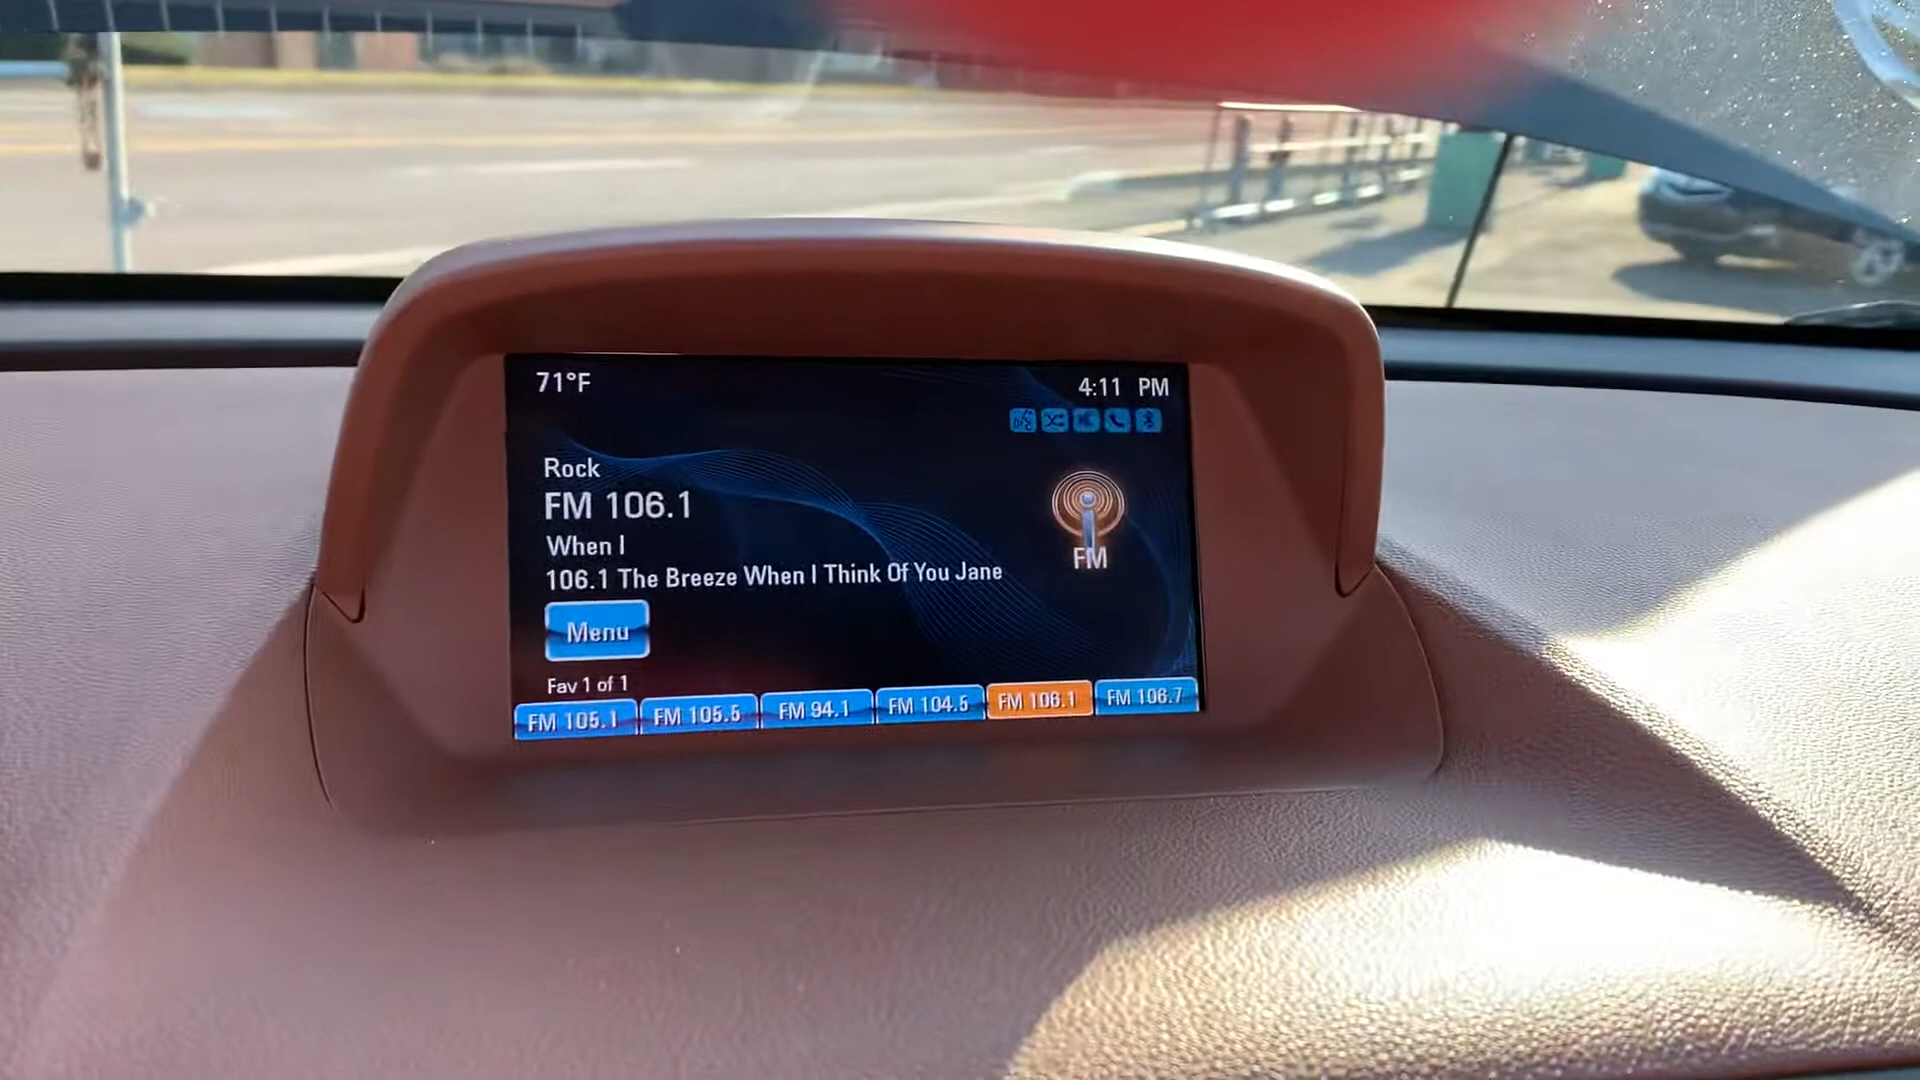 71°F
4:11 PM
Rock
FM 106.1
When I
106.1 The Breeze When I Think Of You Jane
FM
Menu
Fav 1 of 1
FM 105.1
FM 105.5
FM 94.1
FM 104.5
FM 106.1
FM 106.7